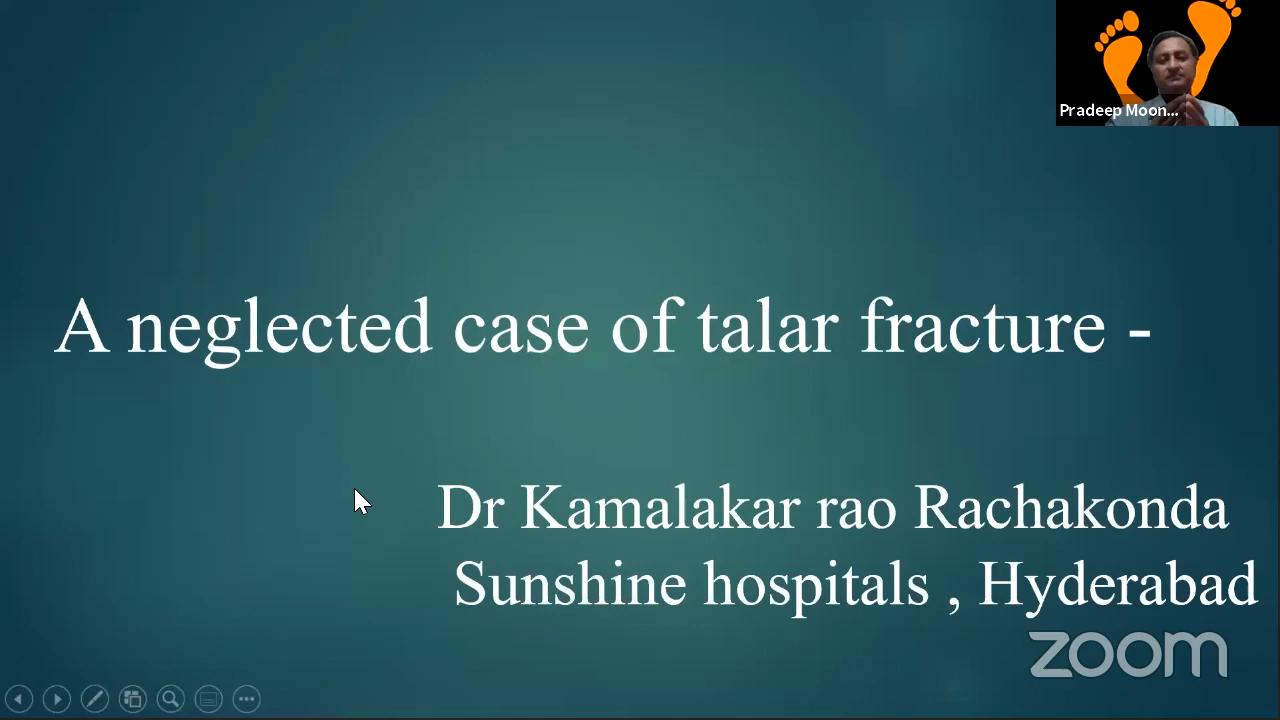 Pradeep Moon...
A neglected case of talar fracture -
Dr Kamalakar rao Rachakonda
Sunshine hospitals , Hyderabad
zoom